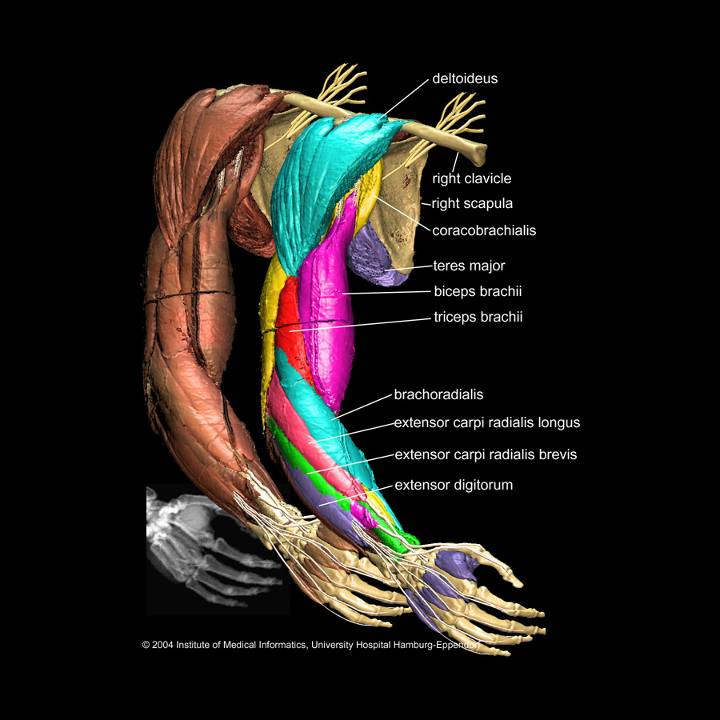 deltoideus
right clavicle
right scapula
coracobrachialis
teres major
biceps brachii
triceps brachii
brachoradialis
extensor carpi radialis longus
extensor carpi radialis brevis
extensor digitorum
© 2004 Institute of Medical Informatics, University Hospital Hamburg-Eppendorf